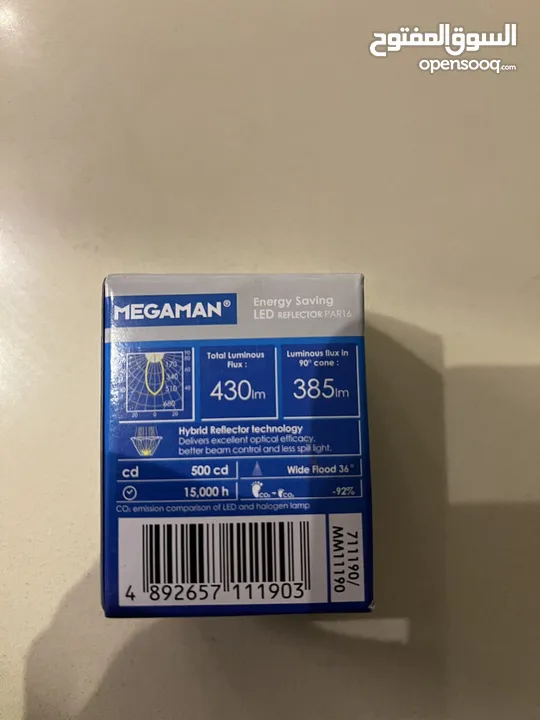 السوق المفتوح
opensooq.com
MEGAMAN®
Energy Saving
LED REFLECTOR PAR16
Total Luminous
Flux :
430lm
Luminous flux in
90° cone :
385lm
Hybrid Reflector technology
Delivers excellent optical efficacy,
better beam control and less spill light.
cd 500 cd
Wide Flood 36°
15,000 h
CO₂ → CO₂ -92%
CO₂ emission comparison of LED and halogen lamp
4 892657 111903
711190/
MM11190